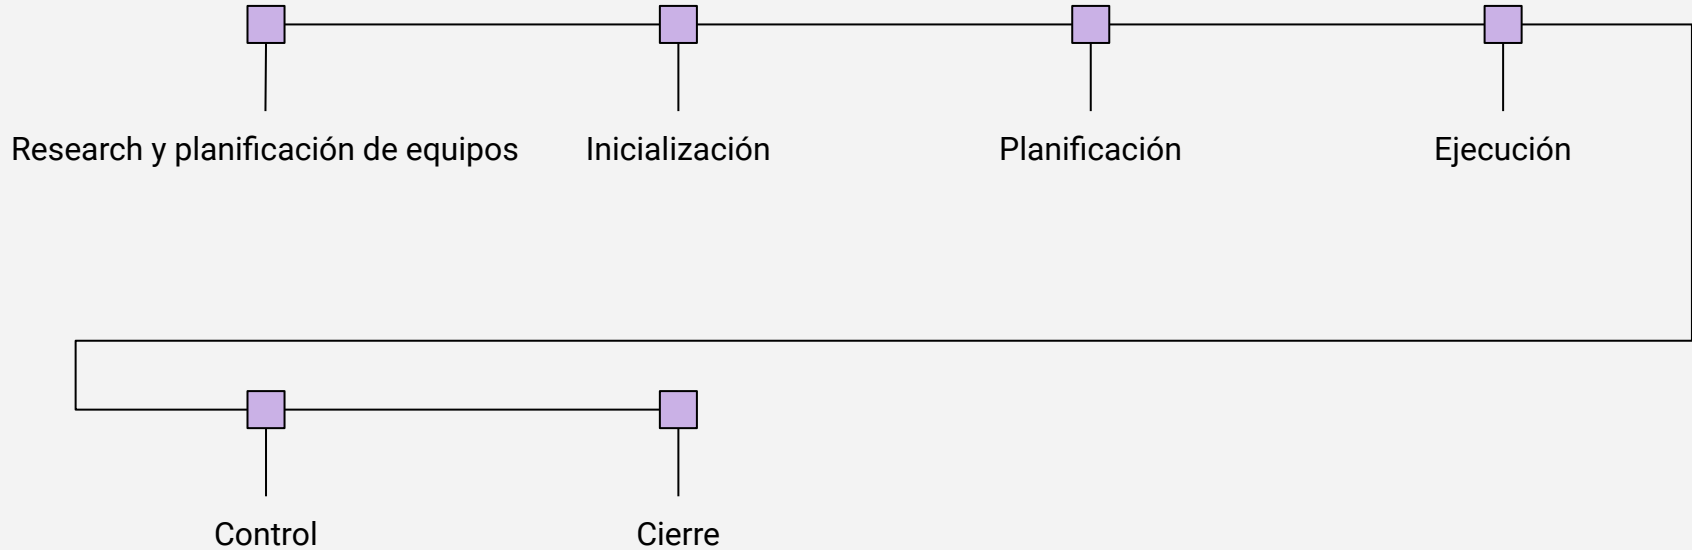 Research y planificación de equipos
Inicialización
Planificación
Ejecución
Control
Cierre